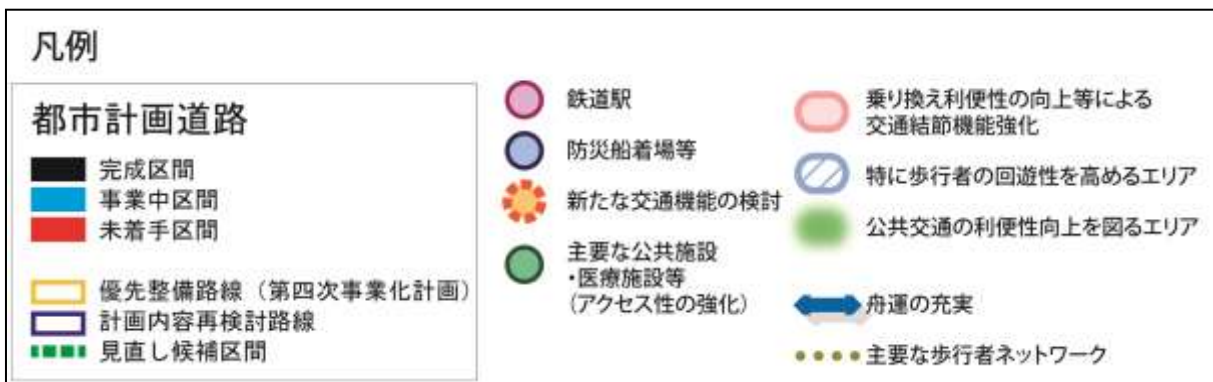 凡例
都市計画道路
完成区間
事業中区間
未着手区間
優先整備路線（第四次事業化計画）
計画内容再検討路線
見直し候補区間
鉄道駅
防災船着場等
新たな交通機能の検討
主要な公共施設
・医療施設等
（アクセス性の強化）
乗り換え利便性の向上等による
交通結節機能強化
特に歩行者の回遊性を高めるエリア
公共交通の利便性向上を図るエリア
舟運の充実
主要な歩行者ネットワーク